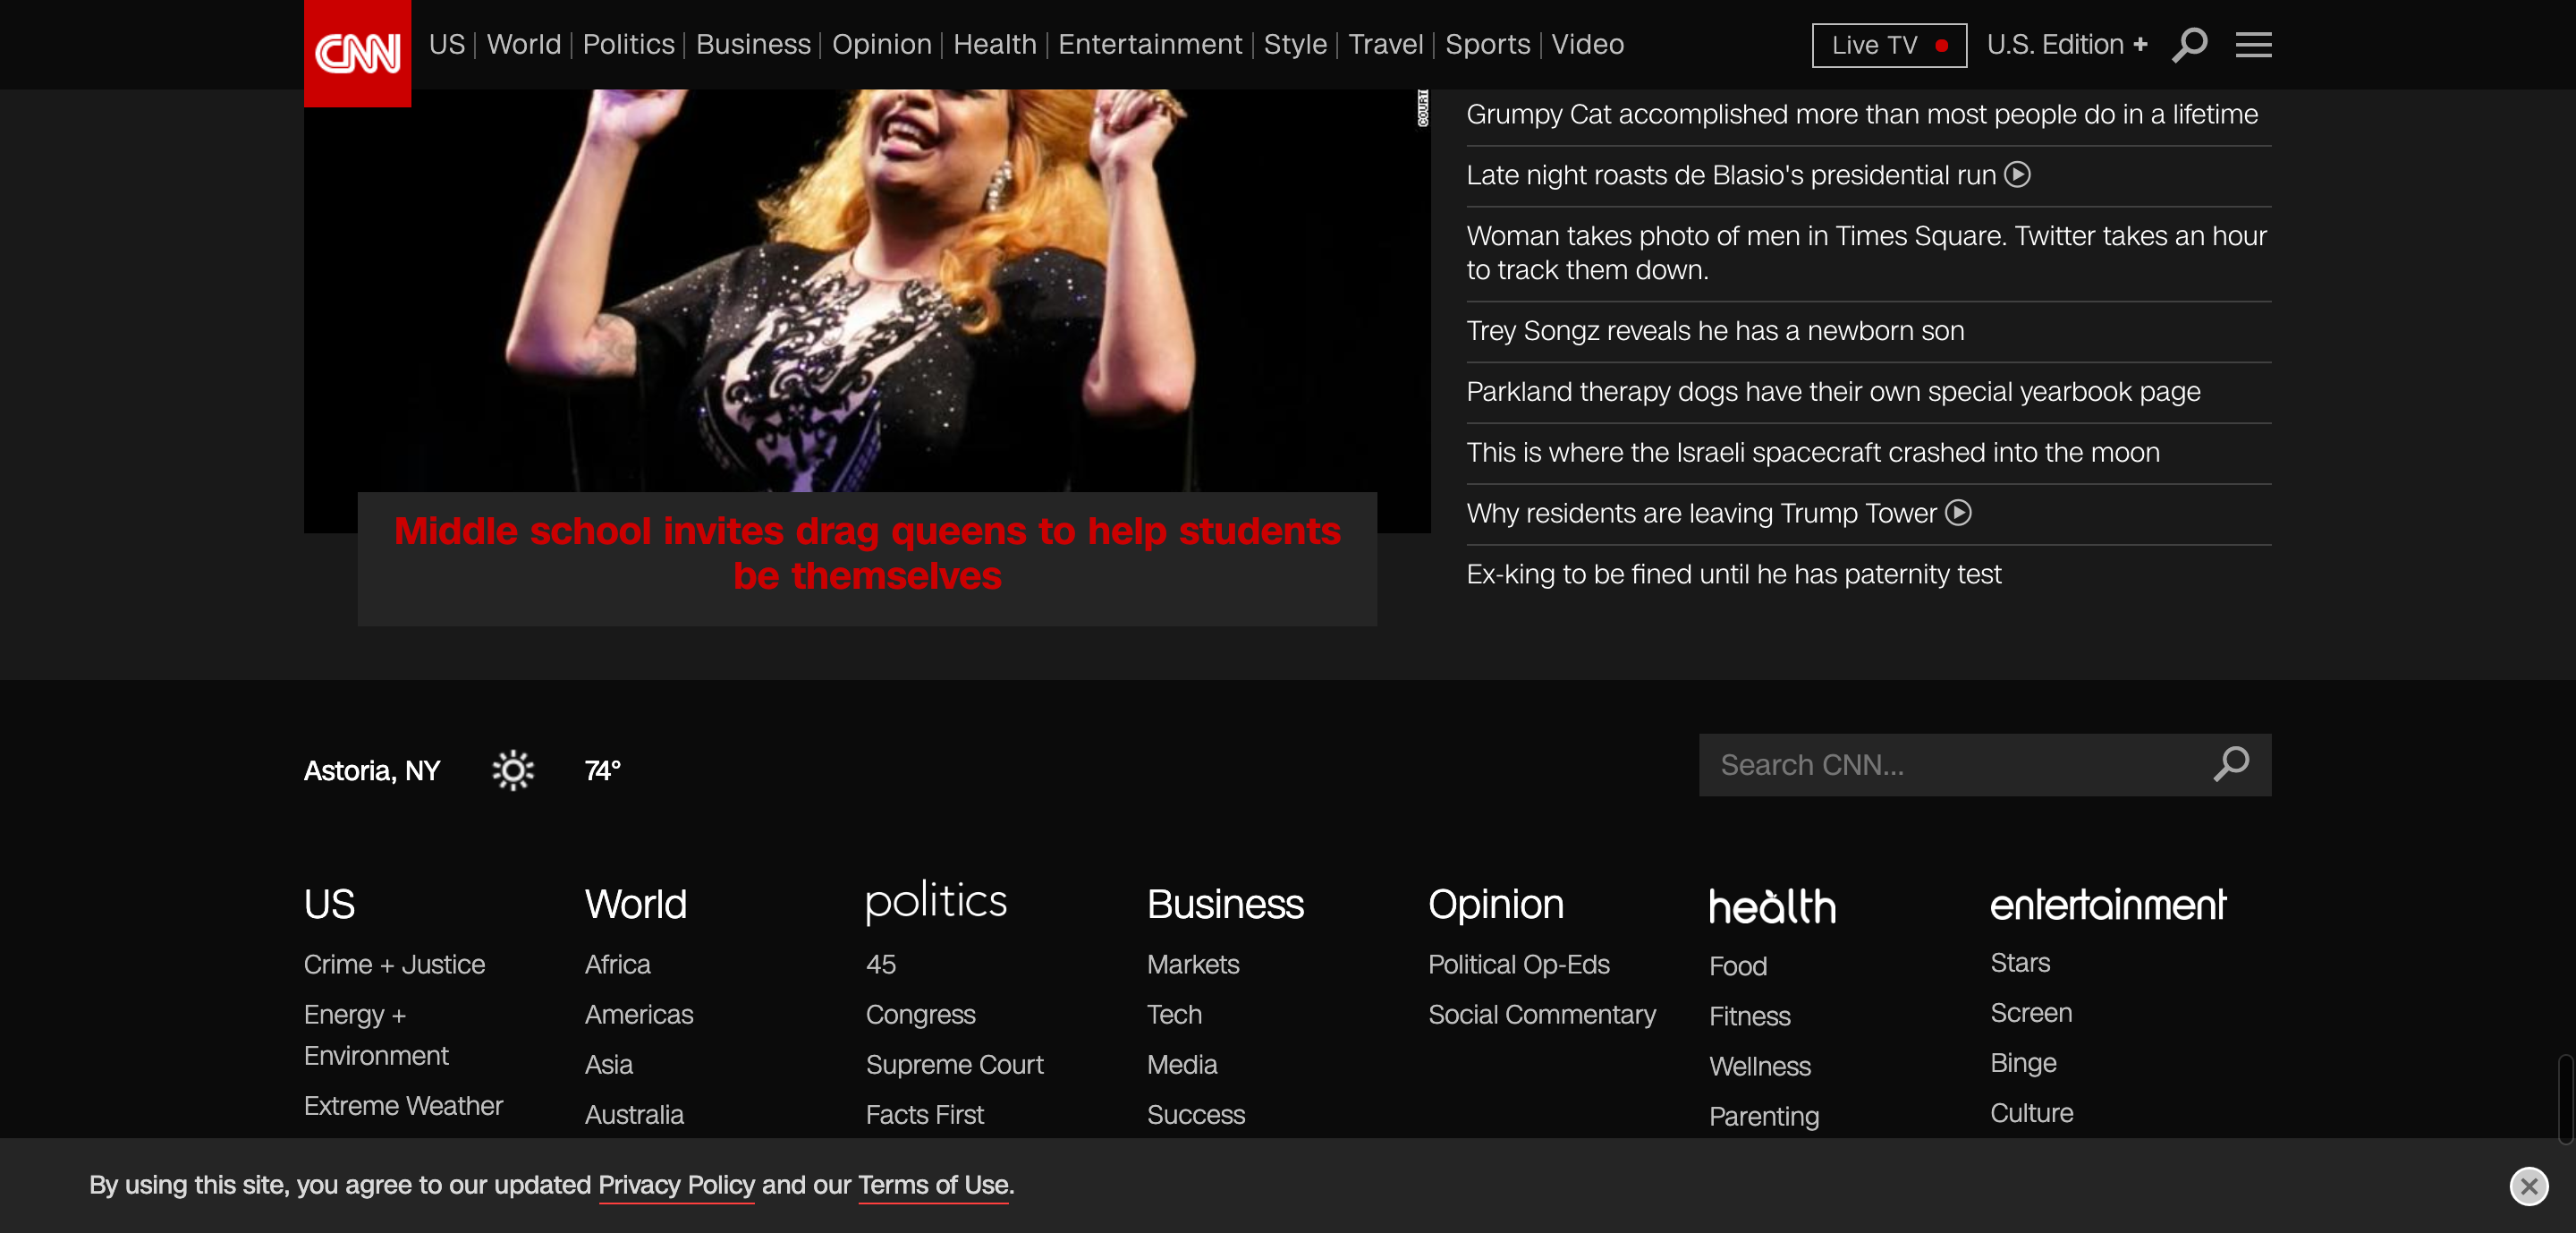 CNN
US
World
Politics
Business
Opinion
Health
Entertainment
Style
Travel
Sports
Video
Live TV
U.S. Edition +
Grumpy Cat accomplished more than most people do in a lifetime
Late night roasts de Blasio's presidential run
Woman takes photo of men in Times Square. Twitter takes an hour
to track them down.
Trey Songz reveals he has a newborn son
Parkland therapy dogs have their own special yearbook page
This is where the Israeli spacecraft crashed into the moon
Why residents are leaving Trump Tower
Ex-king to be fined until he has paternity test
Middle school invites drag queens to help students
be themselves
Astoria, NY
74°
Search CNN...
US
Crime + Justice
Energy +
Environment
Extreme Weather
World
Africa
Americas
Asia
Australia
politics
45
Congress
Supreme Court
Facts First
Business
Markets
Tech
Media
Success
Opinion
Political Op-Eds
Social Commentary
health
Food
Fitness
Wellness
Parenting
entertainment
Stars
Screen
Binge
Culture
By using this site, you agree to our updated Privacy Policy and our Terms of Use.